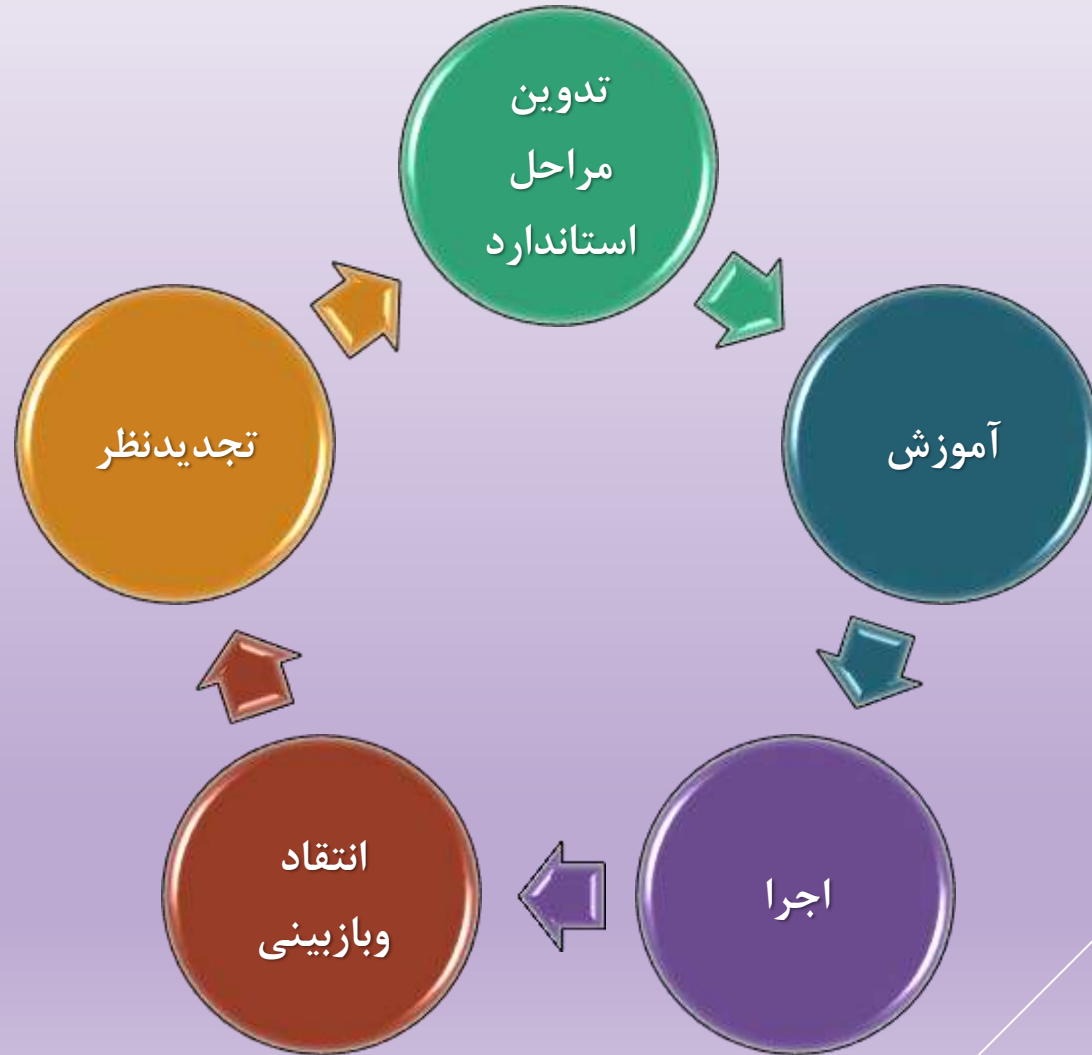 تدوین
مراحل
استاندارد
آموزش
اجرا
انتقاد
وبازبینی
تجدیدنظر